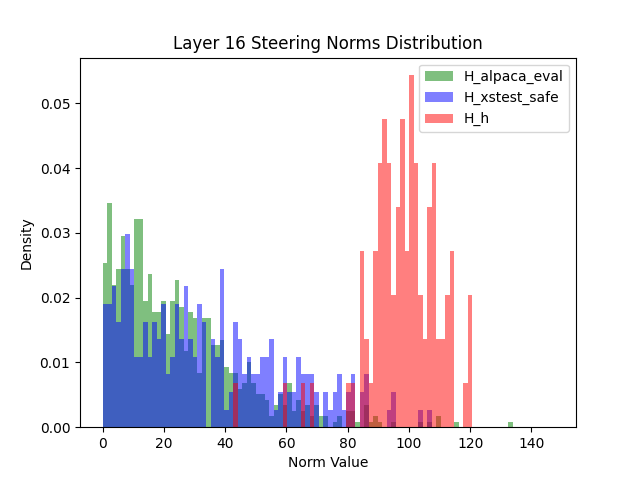 Layer 16 Steering Norms Distribution
H_alpaca_eval
H_xstest_safe
H_h
0.05
0.04
0.03
0.02
0.01
0.00
Density
0 20 40 60 80 100 120 140
Norm Value